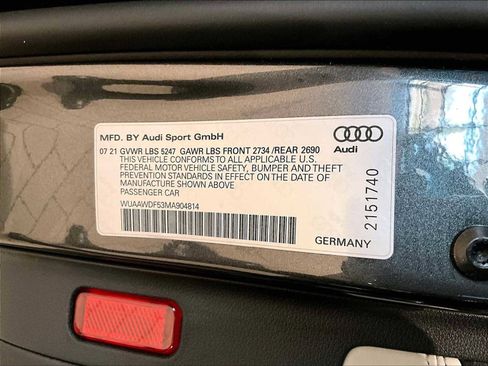 MFD. BY Audi Sport GmbH
07 21 GVWR LBS 5247 GAWR LBS FRONT 2734 /REAR 2690
THIS VEHICLE CONFORMS TO ALL APPLICABLE U.S.
FEDERAL MOTOR VEHICLE SAFETY, BUMPER AND THEFT
PREVENTION STANDARDS IN EFFECT ON THE DATE OF
MANUFACTURE SHOWN ABOVE
PASSENGER CAR
WUAAWDF53MA904814
Audi
2151740
GERMANY